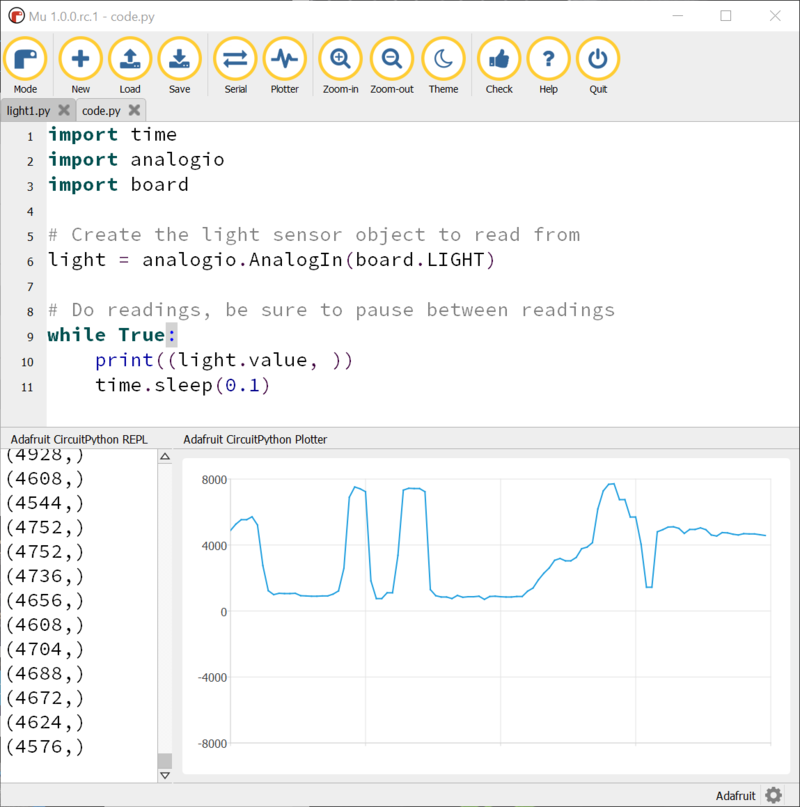 Mu 1.0.0.rc.1 - code.py
Mode New Load Save Serial Plotter Zoom-in Zoom-out Theme Check Help Quit
light1.py code.py
1 import time
2 import analogio
3 import board
4
5 # Create the light sensor object to read from
6 light = analogio.AnalogIn(board.LIGHT)
7
8 # Do readings, be sure to pause between readings
9 while True:
10     print((light.value, ))
11     time.sleep(0.1)
Adafruit CircuitPython REPL
(4928,)
(4608,)
(4544,)
(4752,)
(4752,)
(4736,)
(4656,)
(4608,)
(4704,)
(4688,)
(4672,)
(4624,)
(4576,)
Adafruit CircuitPython Plotter
8000
4000
0
-4000
-8000
Adafruit